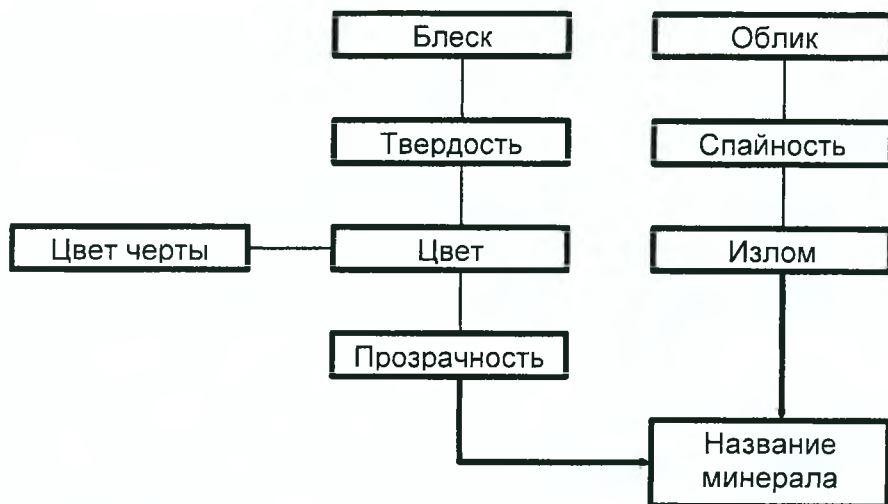 Блеск
Облик
Твердость
Спайность
Цвет черты
Цвет
Излом
Прозрачность
Название
минерала